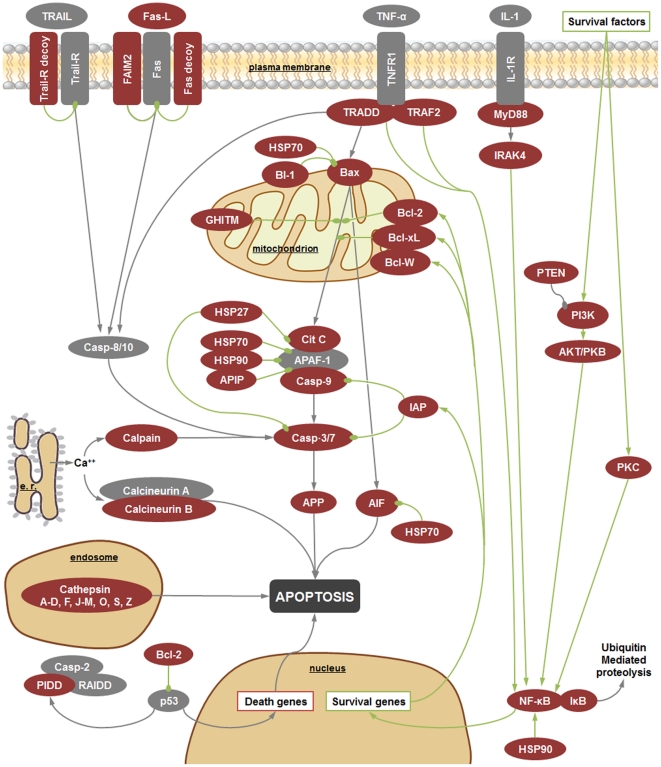 TRAIL
Fas-L
TNF-α
IL-1
Survival factors
Trail-R decoy
Trail-R
FAIM2
Fas
Fas decoy
plasma membrane
TNFR1
IL-1R
TRADD
TRAF2
MyD88
IRAK4
HSP70
BI-1
Bax
GHITM
Bcl-2
Bcl-xL
Bcl-W
mitochondrion
PTEN
PI3K
AKT/PKB
HSP27
Cit C
HSP70
HSP90
APAF-1
APIP
Casp-9
Casp-8/10
IAP
Casp-3/7
Calpain
Ca++
e. r.
PKC
Calcineurin A
Calcineurin B
APP
AIF
HSP70
endosome
Cathepsin
A-D, F, J-M, O, S, Z
APOPTOSIS
Bcl-2
Casp-2
PIDD
RAIDD
p53
nucleus
Death genes
Survival genes
Ubiquitin
Mediated
proteolysis
NF-κB
IκB
HSP90